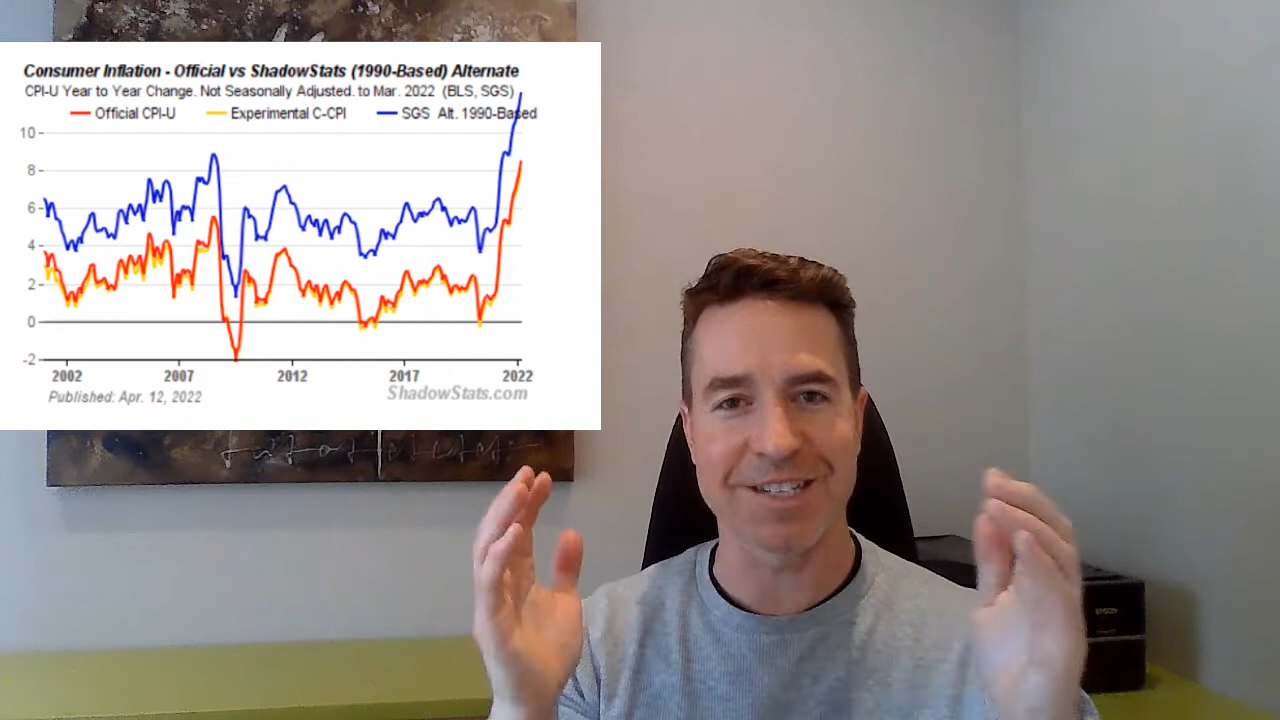 Consumer Inflation - Official vs ShadowStats (1990-Based) Alternate
CPI-U Year to Year Change. Not Seasonally Adjusted. to Mar. 2022 (BLS, SGS)
Official CPI-U Experimental C-CPI SGS Alt. 1990-Based
10
8
6
4
2
0
-2
2002 2007 2012 2017 2022
Published: Apr. 12, 2022
ShadowStats.com
EPSON